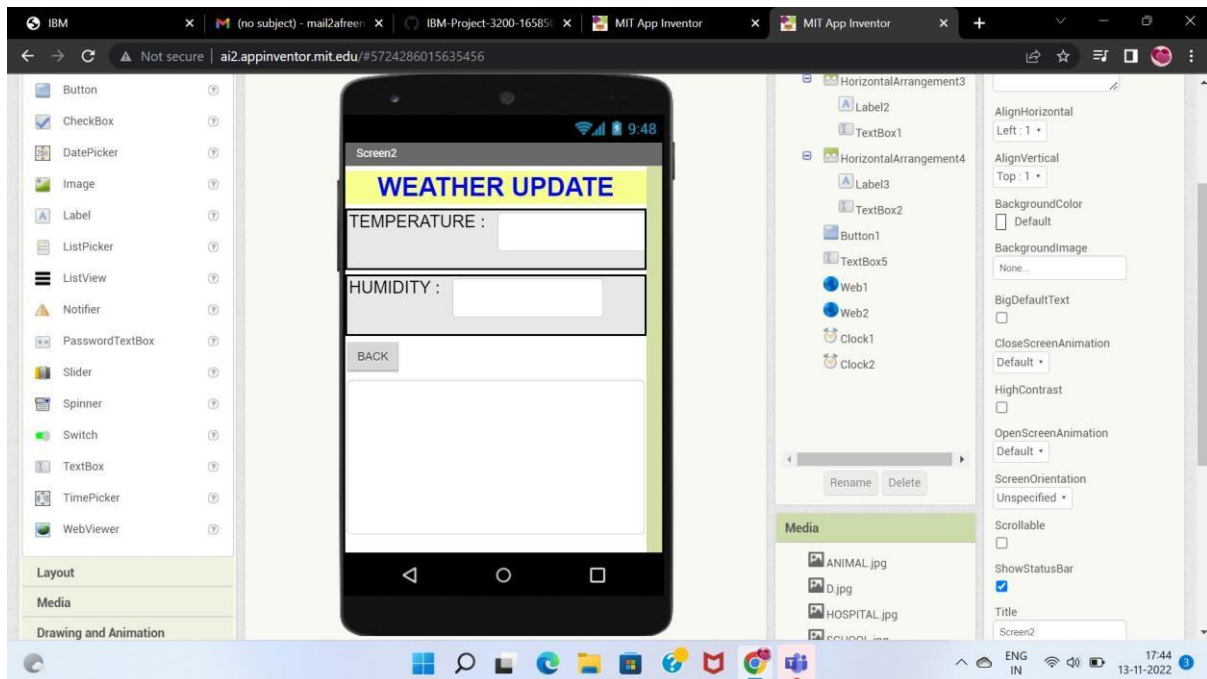 IBM
(no subject) - mail2afreen
IBM-Project-3200-16585
MIT App Inventor
MIT App Inventor
Not secure
ai2.appinventor.mit.edu/#5724286015635456
Button
CheckBox
DatePicker
Image
Label
ListPicker
ListView
Notifier
PasswordTextBox
Slider
Spinner
Switch
TextBox
TimePicker
WebViewer
Layout
Media
Drawing and Animation
9:48
Screen2
WEATHER UPDATE
TEMPERATURE :
HUMIDITY :
BACK
HorizontalArrangement3
Label2
TextBox1
HorizontalArrangement4
Label3
TextBox2
Button1
TextBox5
Web1
Web2
Clock1
Clock2
Rename Delete
Media
ANIMAL.jpg
D.jpg
HOSPITAL.jpg
AlignHorizontal
Left : 1
AlignVertical
Top : 1
BackgroundColor
Default
BackgroundImage
None...
BigDefaultText
CloseScreenAnimation
Default
HighContrast
OpenScreenAnimation
Default
ScreenOrientation
Unspecified
Scrollable
ShowStatusBar
Title
Screen2
ENG
IN
17:44
13-11-2022
3